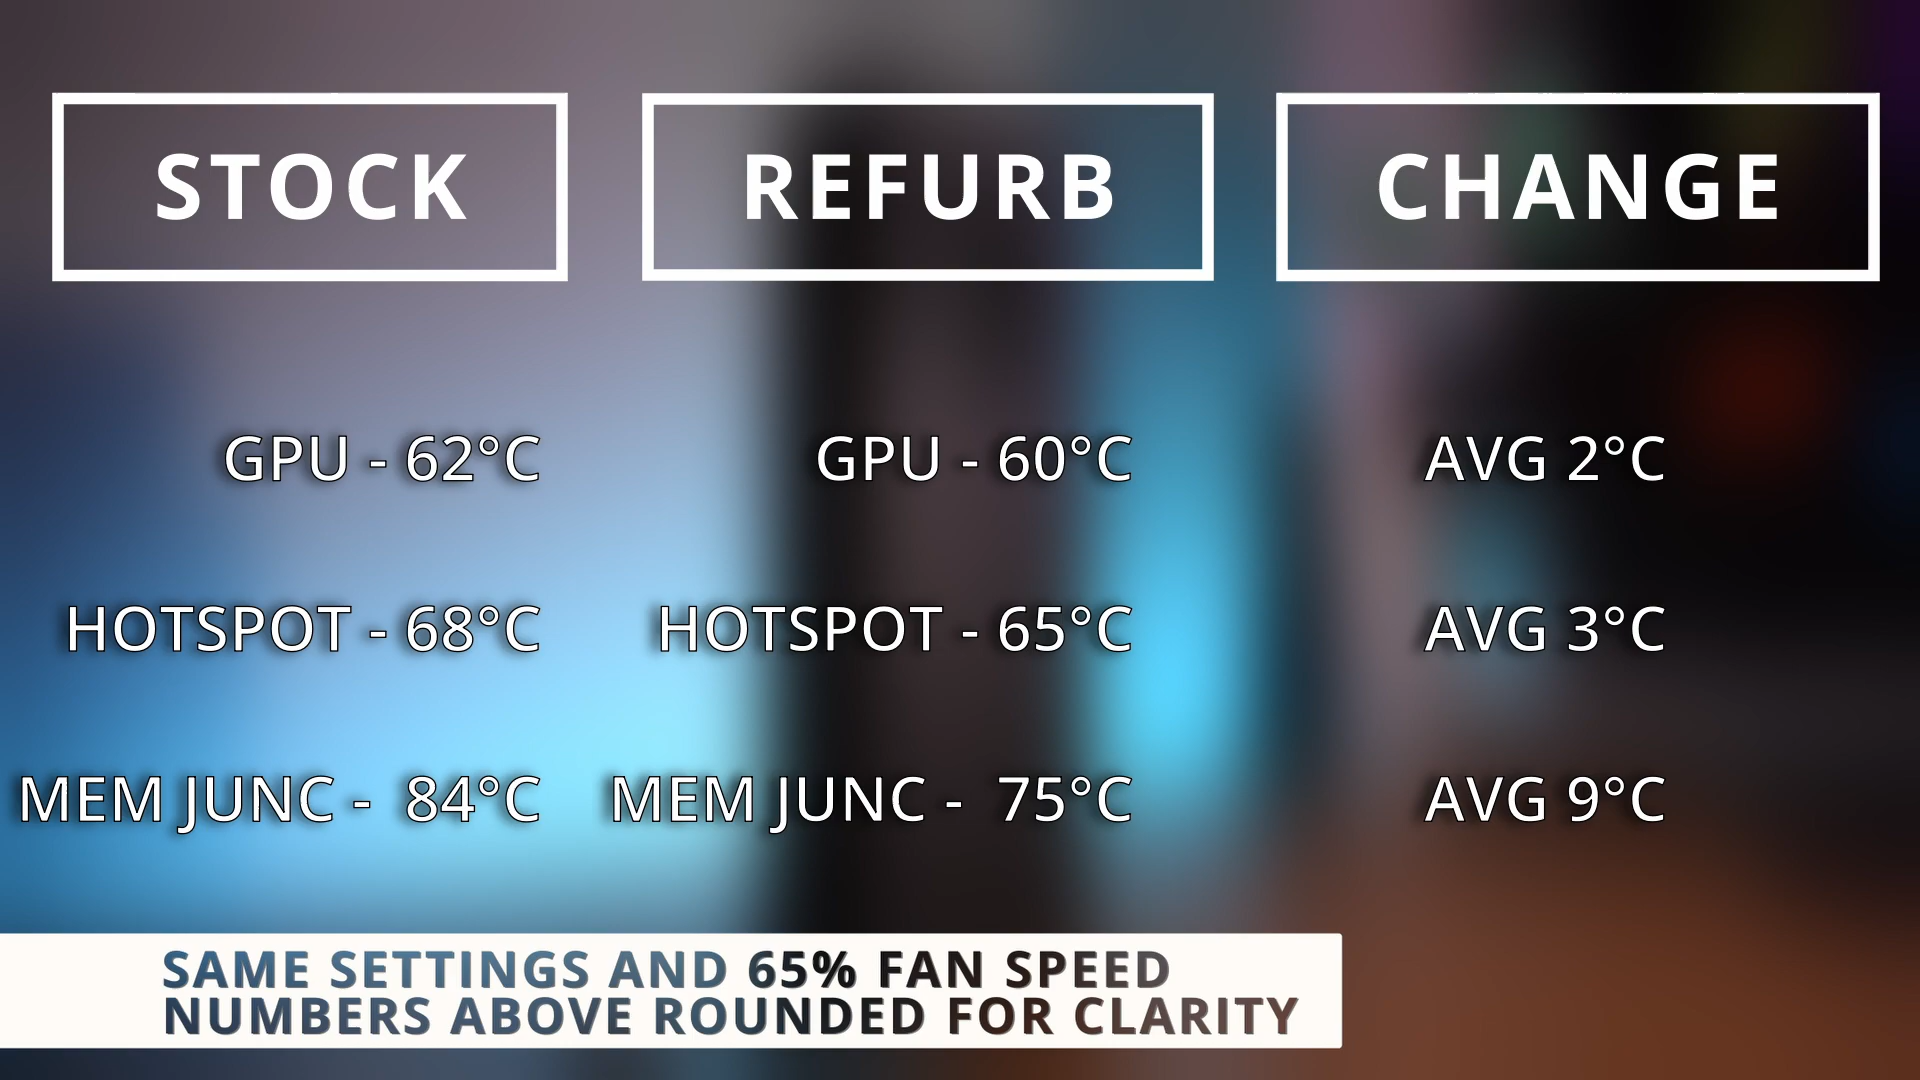 STOCK REFURB CHANGE
GPU - 62°C GPU - 60°C AVG 2°C
HOTSPOT - 68°C HOTSPOT - 65°C AVG 3°C
MEM JUNC - 84°C MEM JUNC - 75°C AVG 9°C
SAME SETTINGS AND 65% FAN SPEED
NUMBERS ABOVE ROUNDED FOR CLARITY